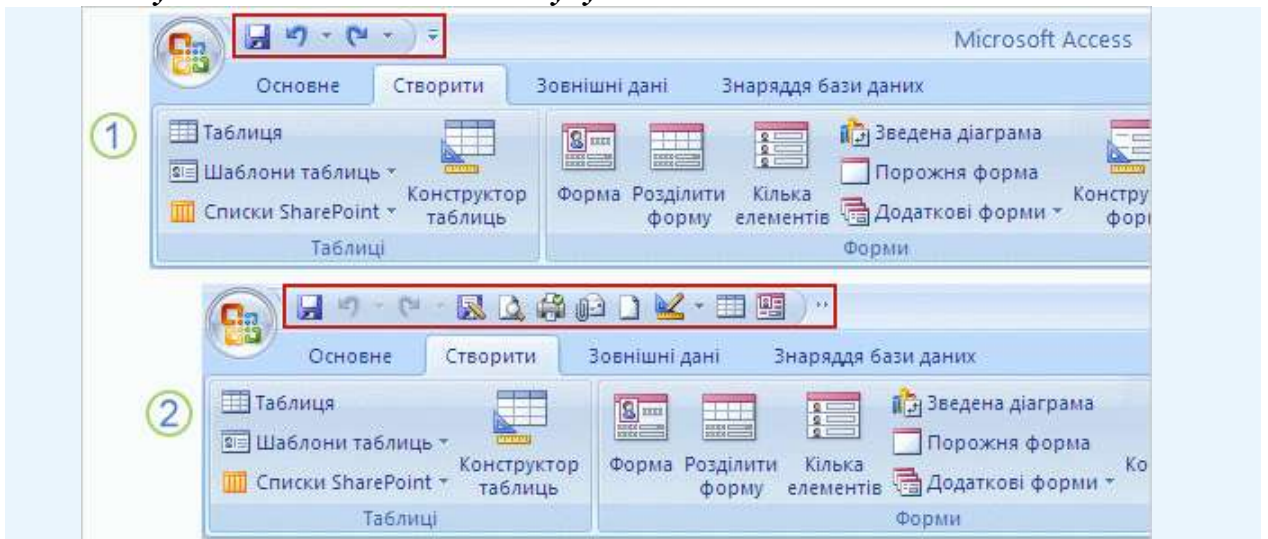 Microsoft Access
Основне Створити Зовнішні дані Знаряддя бази даних
1
Таблиця
Шаблони таблиць
Списки SharePoint
Конструктор
таблиць
Таблиці
Форма
Розділити
форму
Кілька
елементів
Зведена діаграма
Порожня форма
Додаткові форми
Констру
фор
Форми
Основне Створити Зовнішні дані Знаряддя бази даних
2
Таблиця
Шаблони таблиць
Списки SharePoint
Конструктор
таблиць
Таблиці
Форма
Розділити
форму
Кілька
елементів
Зведена діаграма
Порожня форма
Додаткові форми
Ко
Форми